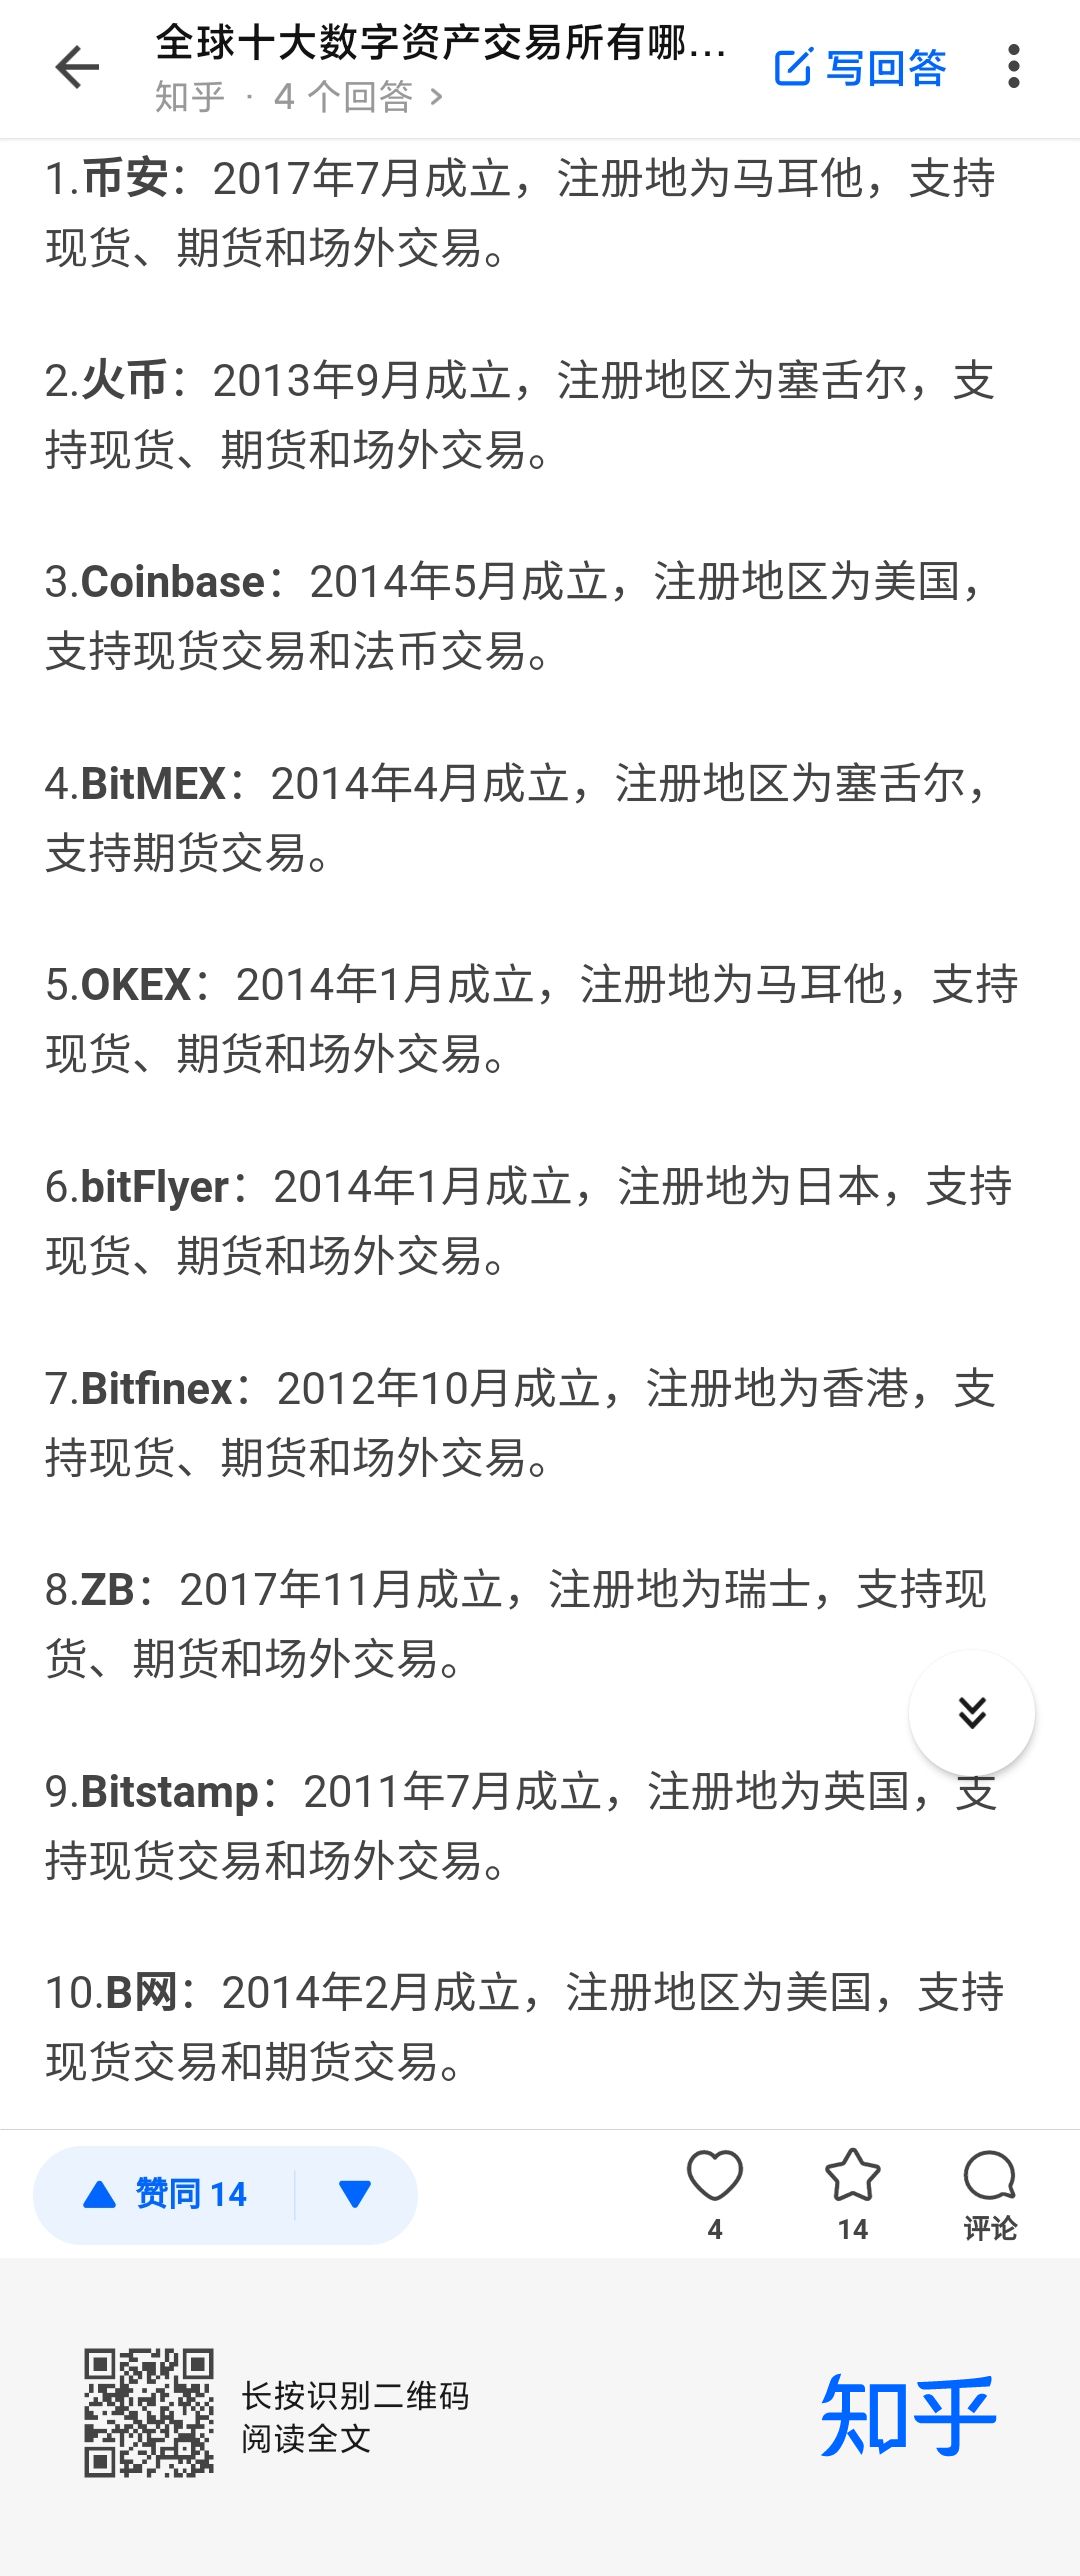 全球十大数字资产交易所有哪...
写回答
知乎 · 4 个回答 >
1.币安：2017年7月成立，注册地为马耳他，支持
现货、期货和场外交易。
2.火币：2013年9月成立，注册地区为塞舌尔，支
持现货、期货和场外交易。
3.Coinbase：2014年5月成立，注册地区为美国，
支持现货交易和法币交易。
4.BitMEX：2014年4月成立，注册地区为塞舌尔，
支持期货交易。
5.OKEX：2014年1月成立，注册地为马耳他，支持
现货、期货和场外交易。
6.bitFlyer：2014年1月成立，注册地为日本，支持
现货、期货和场外交易。
7.Bitfinex：2012年10月成立，注册地为香港，支
持现货、期货和场外交易。
8.ZB：2017年11月成立，注册地为瑞士，支持现
货、期货和场外交易。
9.Bitstamp：2011年7月成立，注册地为英国，支
持现货交易和场外交易。
10.B网：2014年2月成立，注册地区为美国，支持
现货交易和期货交易。
赞同 14
4
14
评论
长按识别二维码
阅读全文
知乎